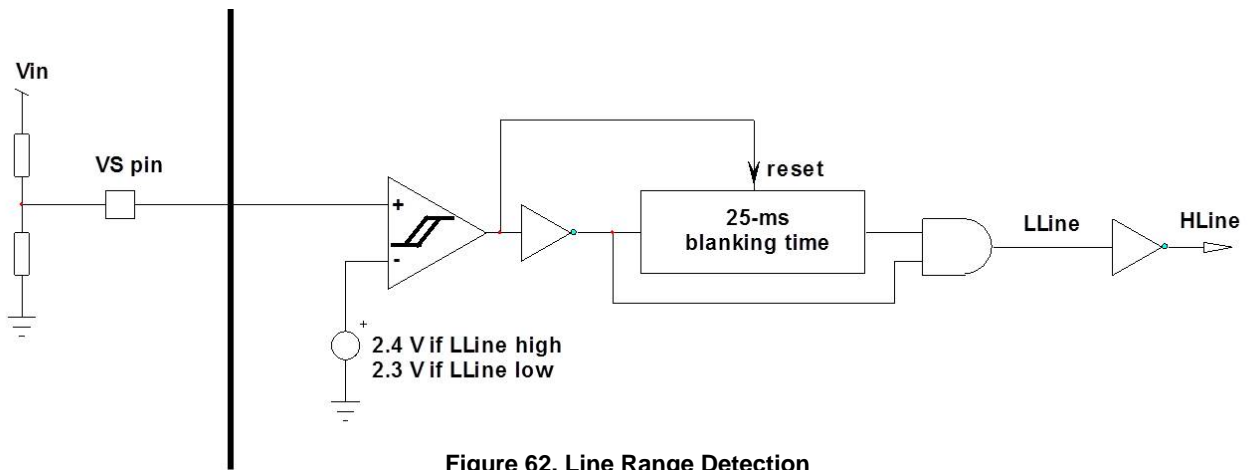 Vin
VS pin
+
-
+
2.4 V if LLine high
2.3 V if LLine low
reset
25-ms
blanking time
LLine
HLine
Figure 62. Line Range Detection